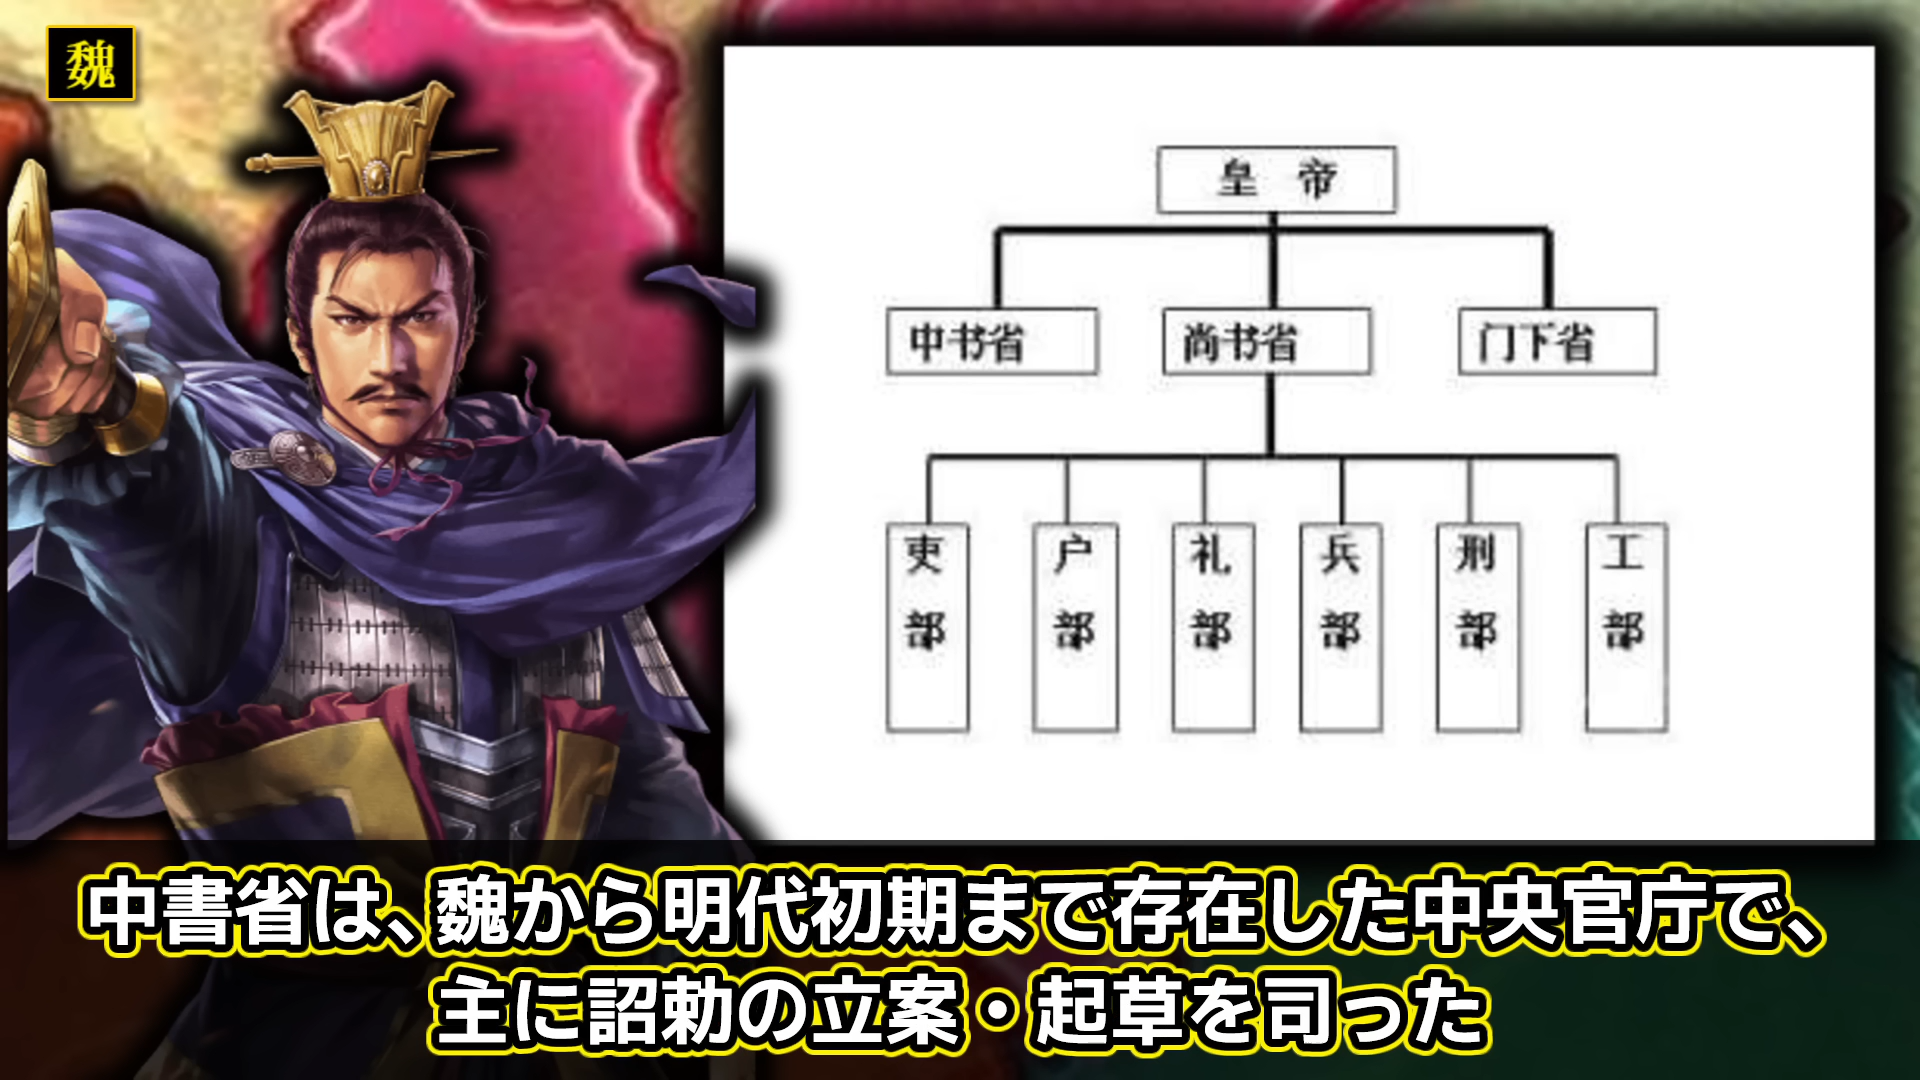 魏
皇 帝
中书省 尚书省 门下省
吏部 户部 礼部 兵部 刑部 工部
中書省は、魏から明代初期まで存在した中央官庁で、
主に詔勅の立案・起草を司った